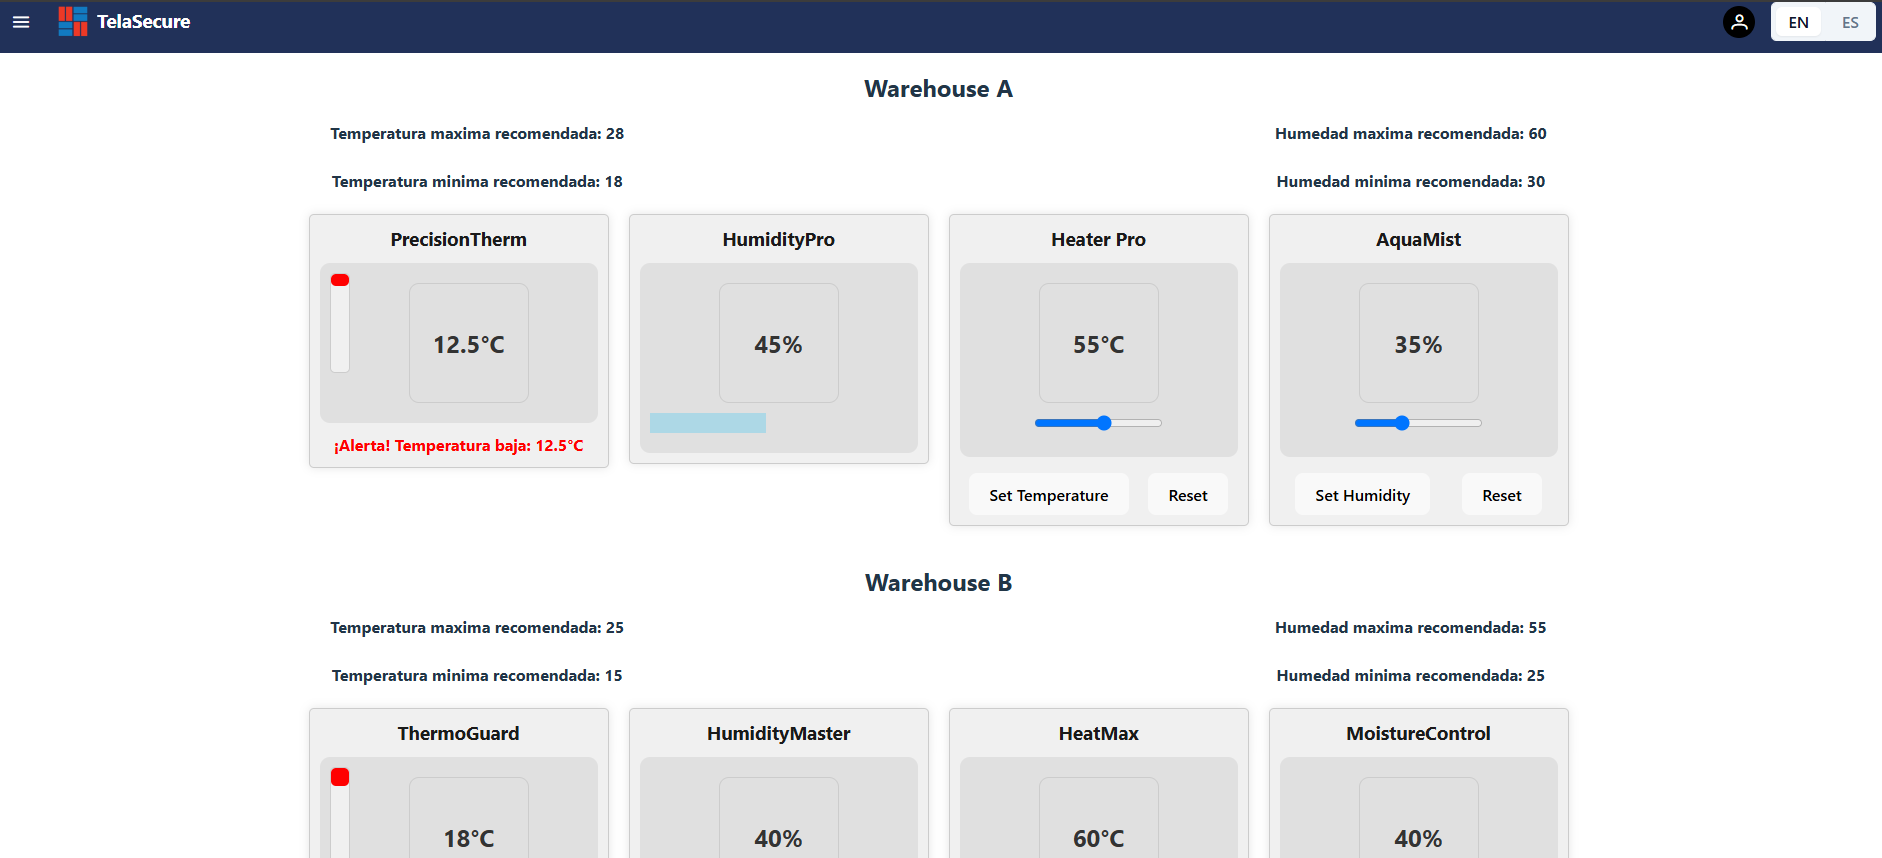 TelaSecure
EN ES
Warehouse A
Temperatura maxima recomendada: 28
Humedad maxima recomendada: 60
Temperatura minima recomendada: 18
Humedad minima recomendada: 30
PrecisionTherm
HumidityPro
Heater Pro
AquaMist
12.5°C
45%
55°C
35%
¡Alerta! Temperatura baja: 12.5°C
Set Temperature
Reset
Set Humidity
Reset
Warehouse B
Temperatura maxima recomendada: 25
Humedad maxima recomendada: 55
Temperatura minima recomendada: 15
Humedad minima recomendada: 25
ThermoGuard
HumidityMaster
HeatMax
MoistureControl
18°C
40%
60°C
40%